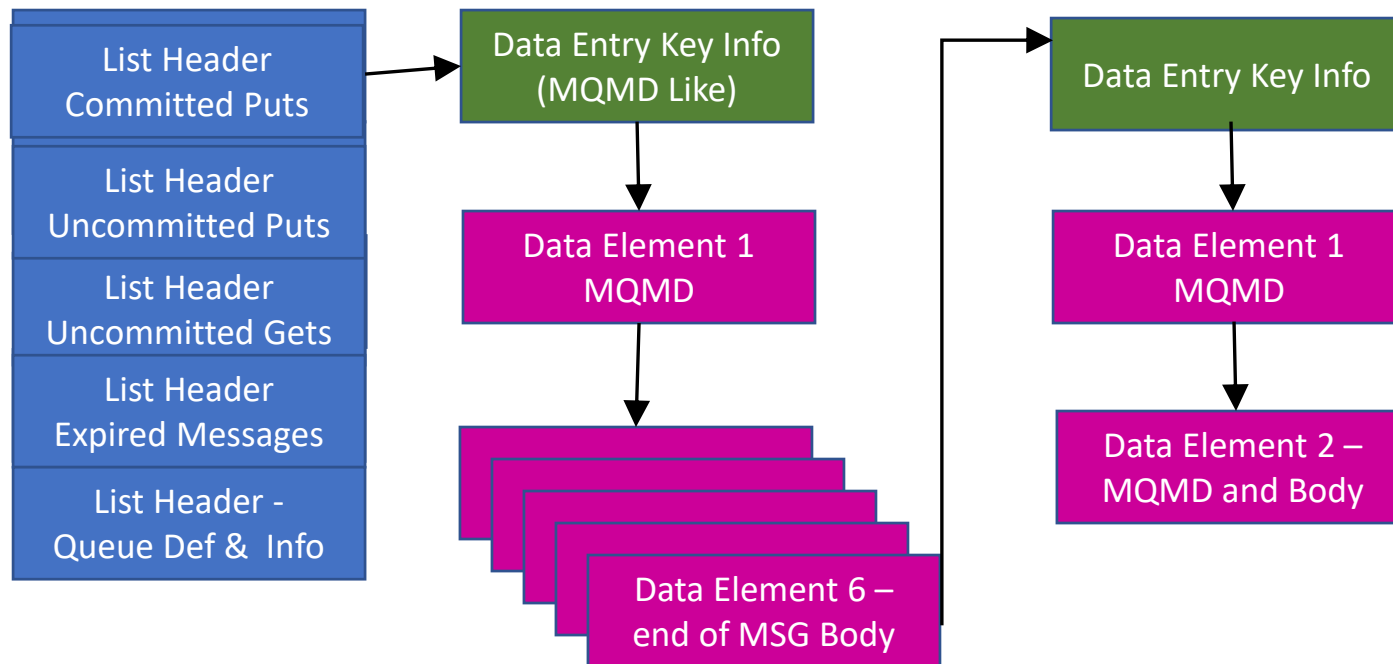 List Header
Committed Puts
List Header
Uncommitted Puts
List Header
Uncommitted Gets
List Header
Expired Messages
List Header -
Queue Def & Info
Data Entry Key Info
(MQMD Like)
Data Element 1
MQMD
Data Element 6 –
end of MSG Body
Data Entry Key Info
Data Element 1
MQMD
Data Element 2 –
MQMD and Body